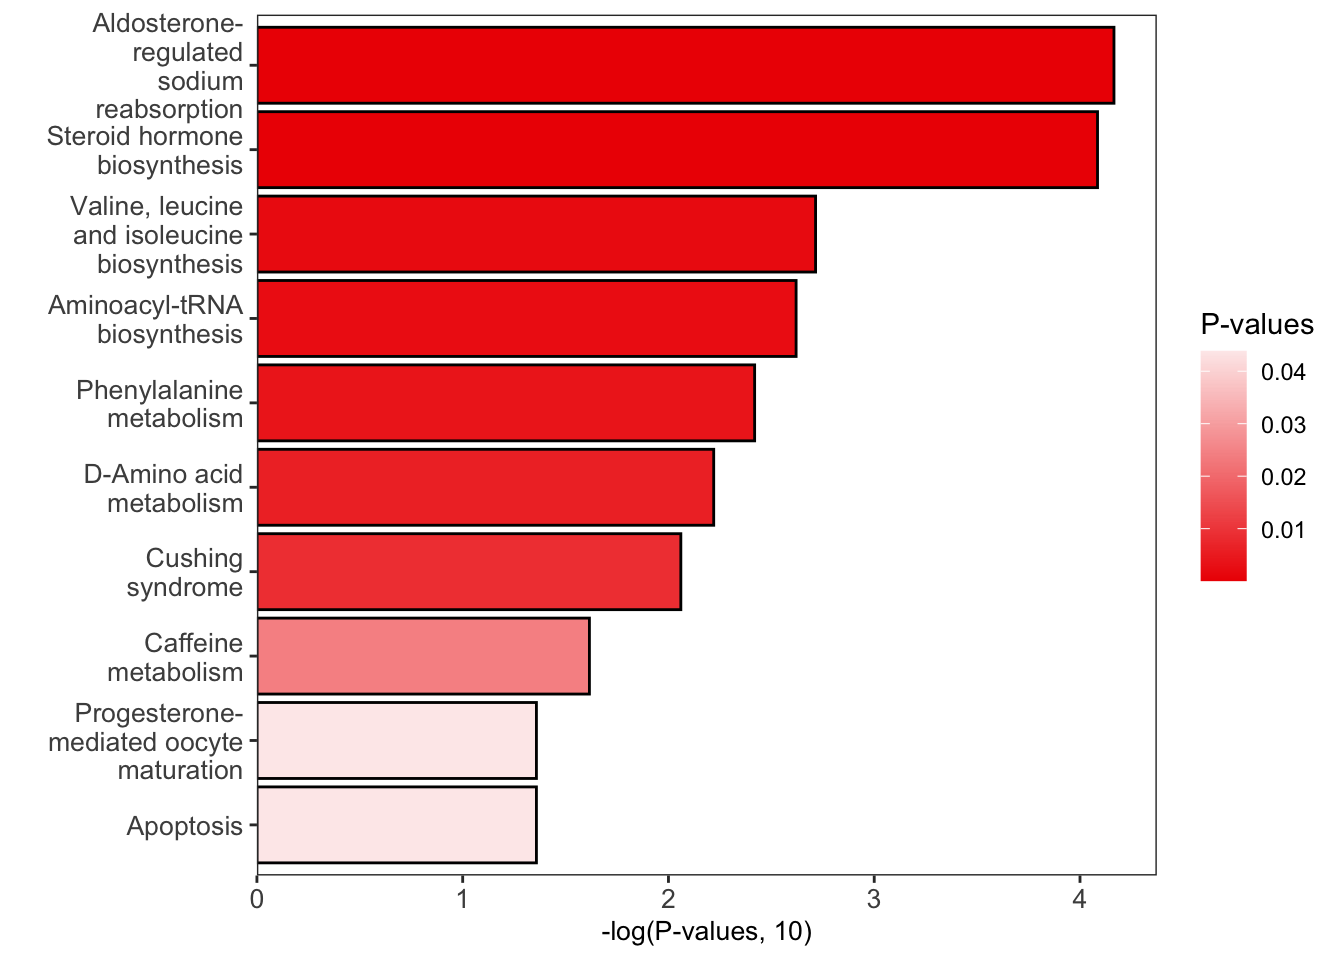 Aldosterone-
regulated
sodium
reabsorption
Steroid hormone
biosynthesis
Valine, leucine
and isoleucine
biosynthesis
Aminoacyl-tRNA
biosynthesis
Phenylalanine
metabolism
D-Amino acid
metabolism
Cushing
syndrome
Caffeine
metabolism
Progesterone-
mediated oocyte
maturation
Apoptosis
0 1 2 3 4
-log(P-values, 10)
P-values
0.04
0.03
0.02
0.01